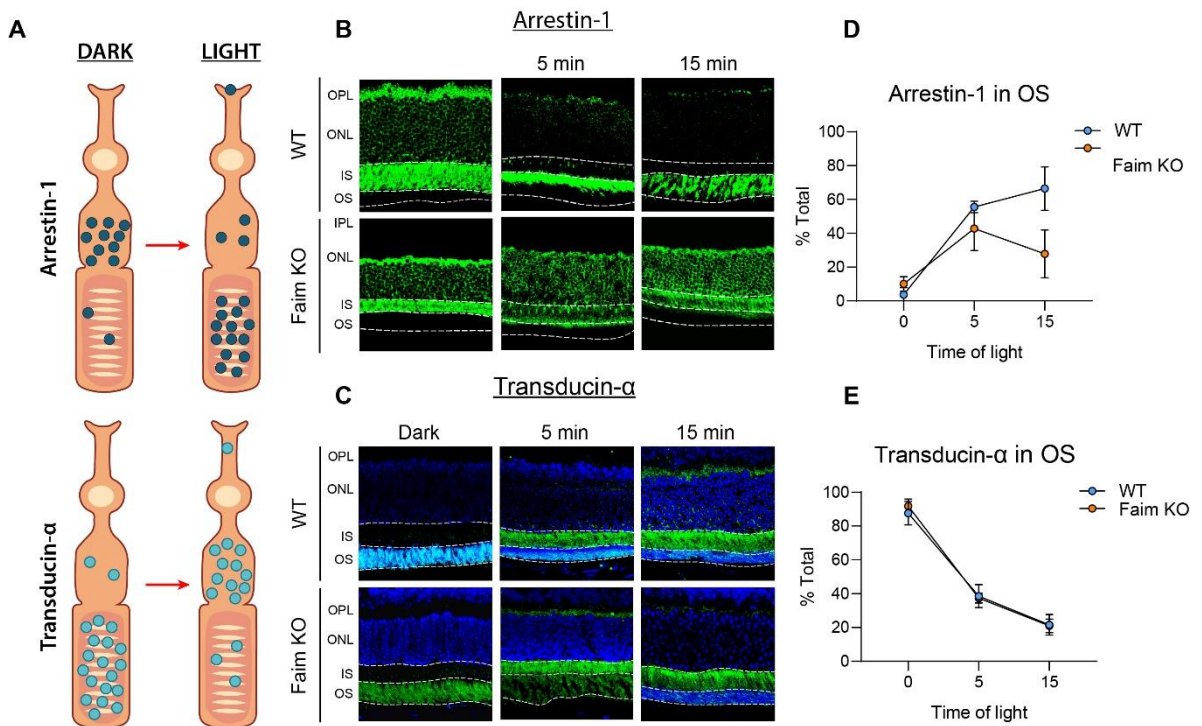 A
DARK
LIGHT
Arrestin-1
Transducin-α
B
Arrestin-1
5 min
15 min
WT
OPL
ONL
IS
OS
Faim KO
IPL
ONL
IS
OS
C
Transducin-α
Dark
5 min
15 min
WT
OPL
ONL
IS
OS
Faim KO
OPL
ONL
IS
OS
D
Arrestin-1 in OS
WT
Faim KO
% Total
100
80
60
40
20
0
0
5
15
Time of light
E
Transducin-α in OS
WT
Faim KO
% Total
100
80
60
40
20
0
0
5
15
Time of light